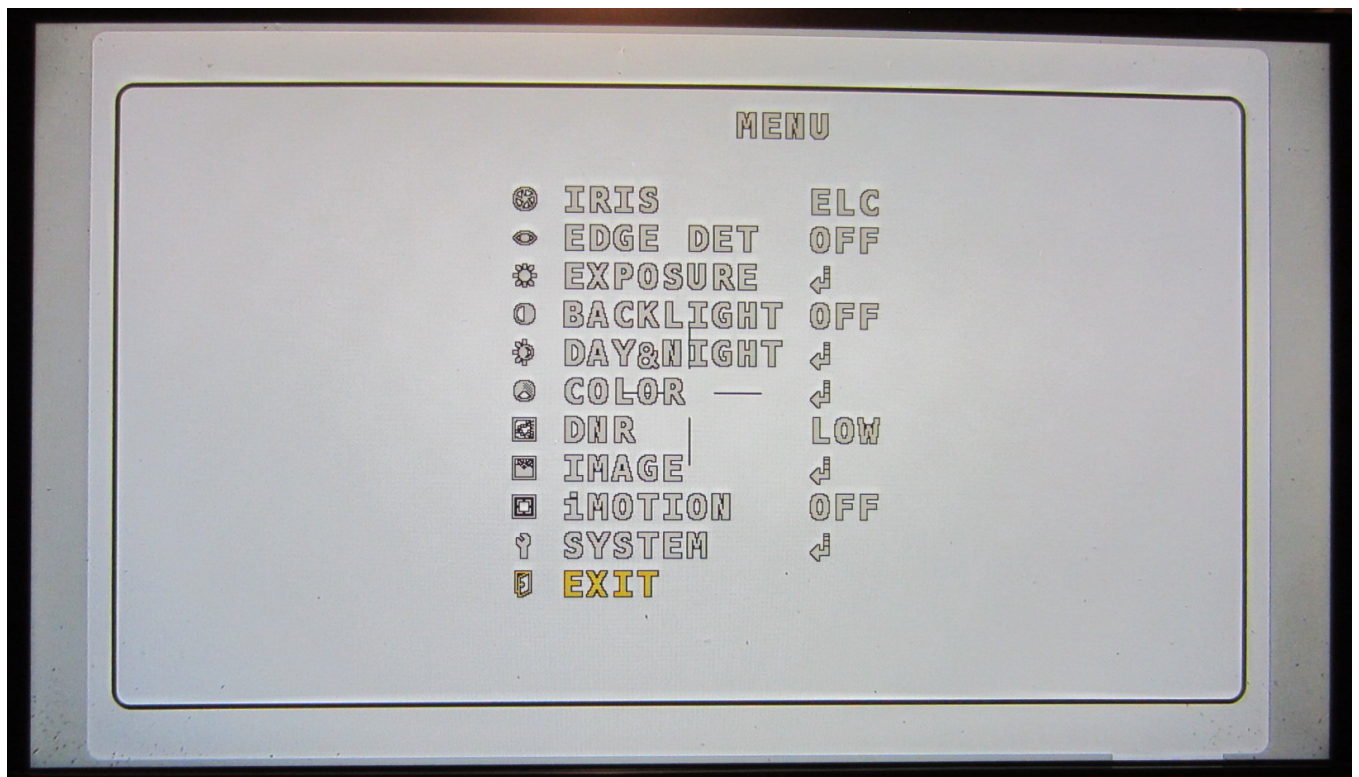 MENU
IRIS ELC
EDGE DET OFF
EXPOSURE ↲
BACKLIGHT OFF
DAY&NIGHT ↲
COLOR ↲
DNR LOW
IMAGE ↲
iMOTION OFF
SYSTEM ↲
EXIT